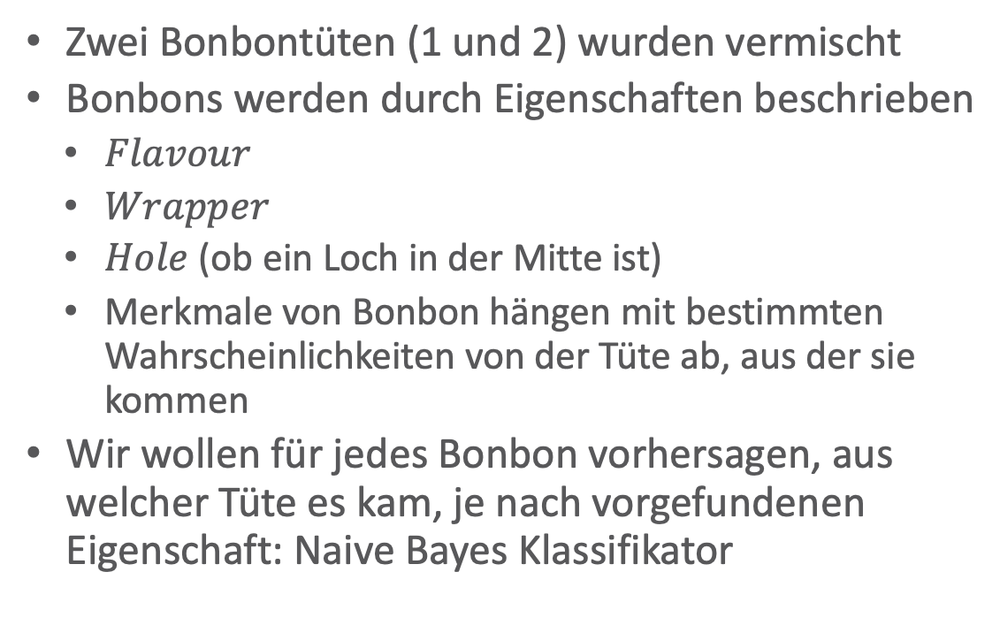 • Zwei Bonbontüten (1 und 2) wurden vermischt
• Bonbons werden durch Eigenschaften beschrieben
• Flavour
• Wrapper
• Hole (ob ein Loch in der Mitte ist)
• Merkmale von Bonbon hängen mit bestimmten
Wahrscheinlichkeiten von der Tüte ab, aus der sie
kommen
• Wir wollen für jedes Bonbon vorhersagen, aus
welcher Tüte es kam, je nach vorgefundenen
Eigenschaft: Naive Bayes Klassifikator